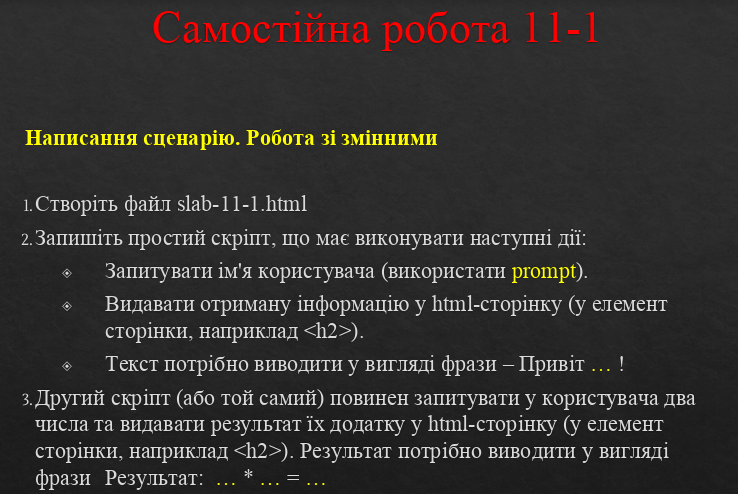 Самостійна робота 11-1
Написання сценарію. Робота зі змінними
1. Створіть файл slab-11-1.html
2. Запишіть простий скріпт, що має виконувати наступні дії:
Запитувати ім'я користувача (використати prompt).
Видавати отриману інформацію у html-сторінку (у елемент
сторінки, наприклад <h2>).
Текст потрібно виводити у вигляді фрази – Привіт … !
3. Другий скріпт (або той самий) повинен запитувати у користувача два
числа та видавати результат їх додатку у html-сторінку (у елемент
сторінки, наприклад <h2>). Результат потрібно виводити у вигляді
фрази Результат: … * … = …